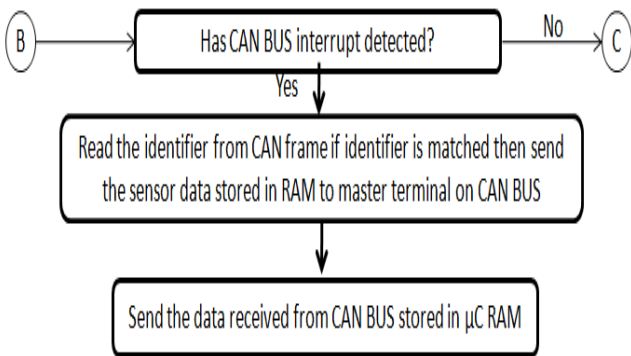 B
Has CAN BUS interrupt detected?
No
C
Yes
Read the identifier from CAN frame if identifier is matched then send
the sensor data stored in RAM to master terminal on CAN BUS
Send the data received from CAN BUS stored in μC RAM